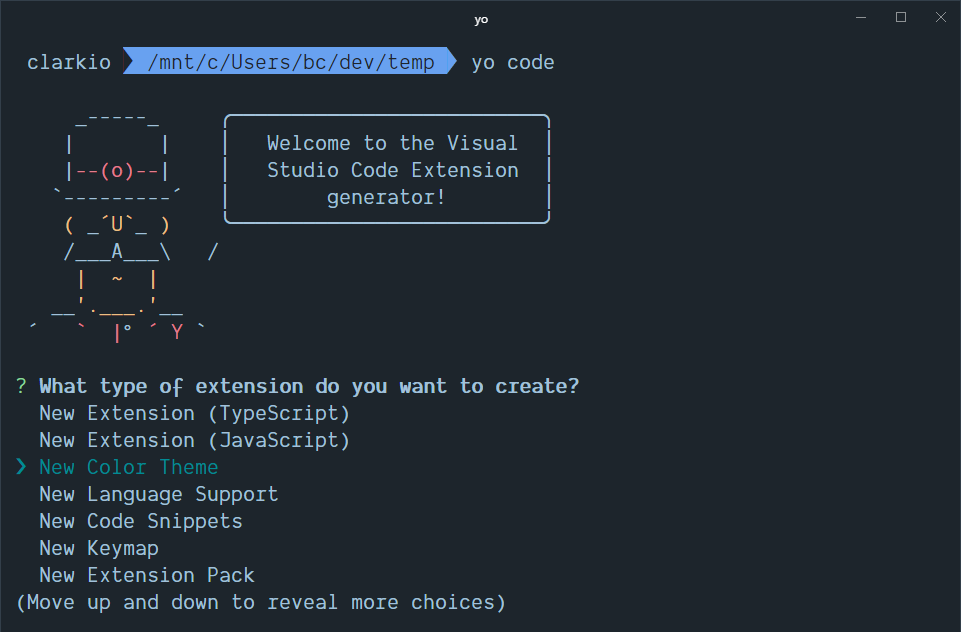 yo
clarkio /mnt/c/Users/bc/dev/temp yo code
Welcome to the Visual
Studio Code Extension
generator!
? What type of extension do you want to create?
New Extension (TypeScript)
New Extension (JavaScript)
❯ New Color Theme
New Language Support
New Code Snippets
New Keymap
New Extension Pack
(Move up and down to reveal more choices)